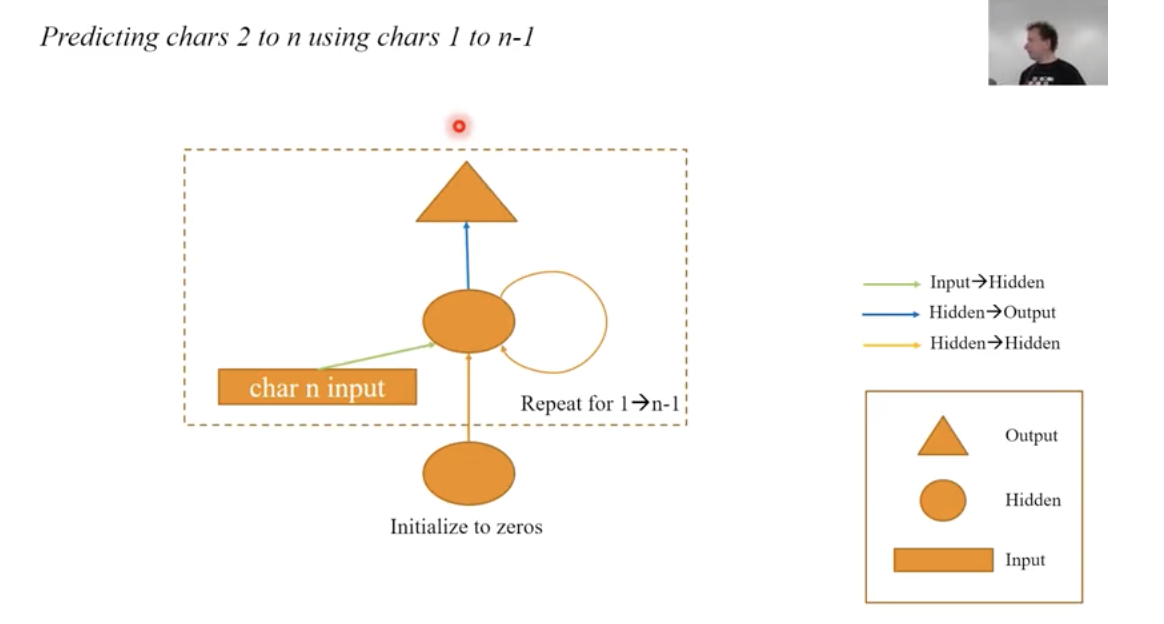 Predicting chars 2 to n using chars 1 to n-1
Input→Hidden
Hidden→Output
Hidden→Hidden
char n input
Repeat for 1→n-1
Initialize to zeros
Output
Hidden
Input